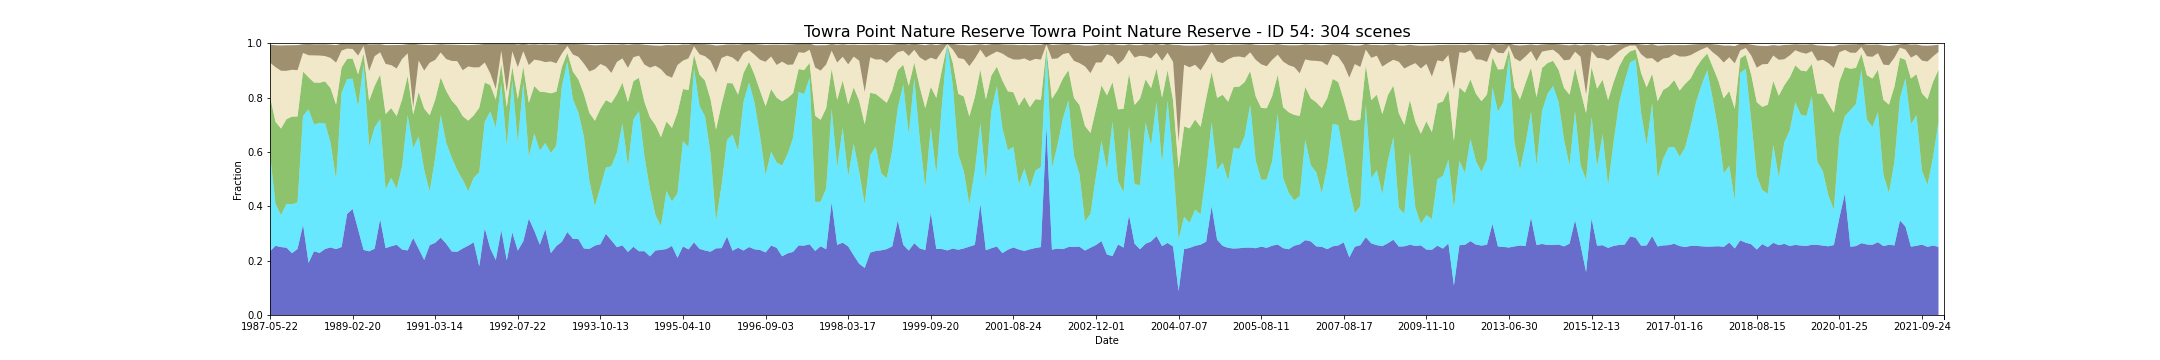 Towra Point Nature Reserve Towra Point Nature Reserve - ID 54: 304 scenes
1.0
0.8
0.6
0.4
0.2
0.0
Fraction
1987-05-22 1989-02-20 1991-03-14 1992-07-22 1993-10-13 1995-04-10 1996-09-03 1998-03-17 1999-09-20 2001-08-24 2002-12-01 2004-07-07 2005-08-11 2007-08-17 2009-11-10 2013-06-30 2015-12-13 2017-01-16 2018-08-15 2020-01-25 2021-09-24
Date